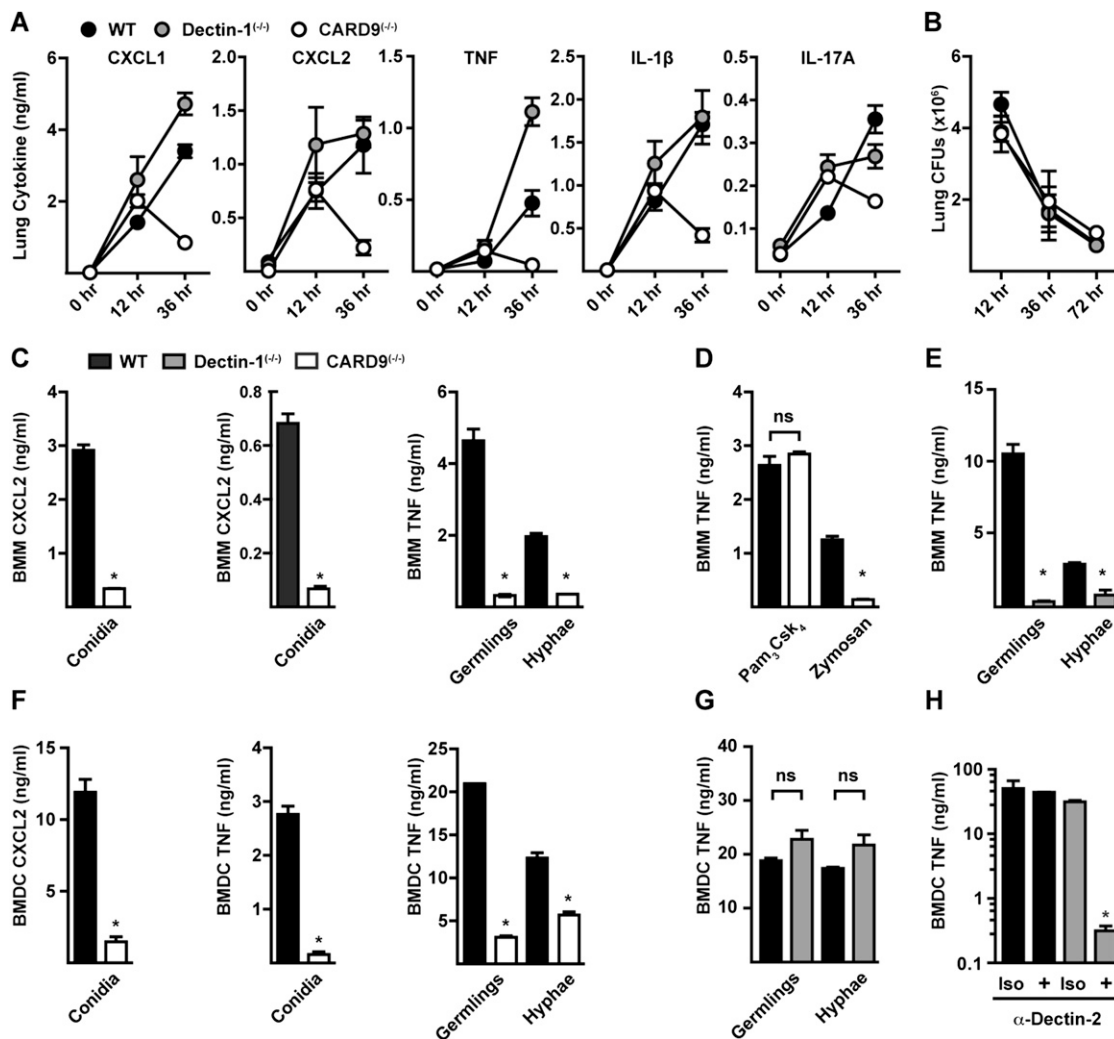 A WT Dectin-1(-/-) CARD9(-/-) B
CXCL1 CXCL2 TNF IL-1β IL-17A
Lung Cytokine (ng/ml)
6 4 2
2.0 1.5 1.0 0.5
1.5 1.0 0.5
2.5 2.0 1.5 1.0 0.5
0.5 0.4 0.3 0.2 0.1
Lung CFUs (x10⁶)
6 4 2
0 hr 12 hr 36 hr
0 hr 12 hr 36 hr
0 hr 12 hr 36 hr
0 hr 12 hr 36 hr
0 hr 12 hr 36 hr
12 hr 36 hr 72 hr
C WT Dectin-1(-/-) CARD9(-/-) D E
BMM CXCL2 (ng/ml)
4 3 2 1
*
Conidia
BMM CXCL2 (ng/ml)
0.8 0.6 0.4 0.2
*
Conidia
BMM TNF (ng/ml)
6 4 2
* *
Germlings Hyphae
BMM TNF (ng/ml)
4 3 2 1
ns
*
Pam₃Csk₄ Zymosan
BMM TNF (ng/ml)
15 10 5
* *
Germlings Hyphae
F G H
BMDC CXCL2 (ng/ml)
15 12 9 5
*
Conidia
BMDC TNF (ng/ml)
4 3 2 1
*
Conidia
BMDC TNF (ng/ml)
25 20 15 10 5
* *
Germlings Hyphae
BMDC TNF (ng/ml)
40 30 20 10
ns ns
Germlings Hyphae
BMDC TNF (ng/ml)
100 10 1 0.1
*
Iso + Iso +
α-Dectin-2